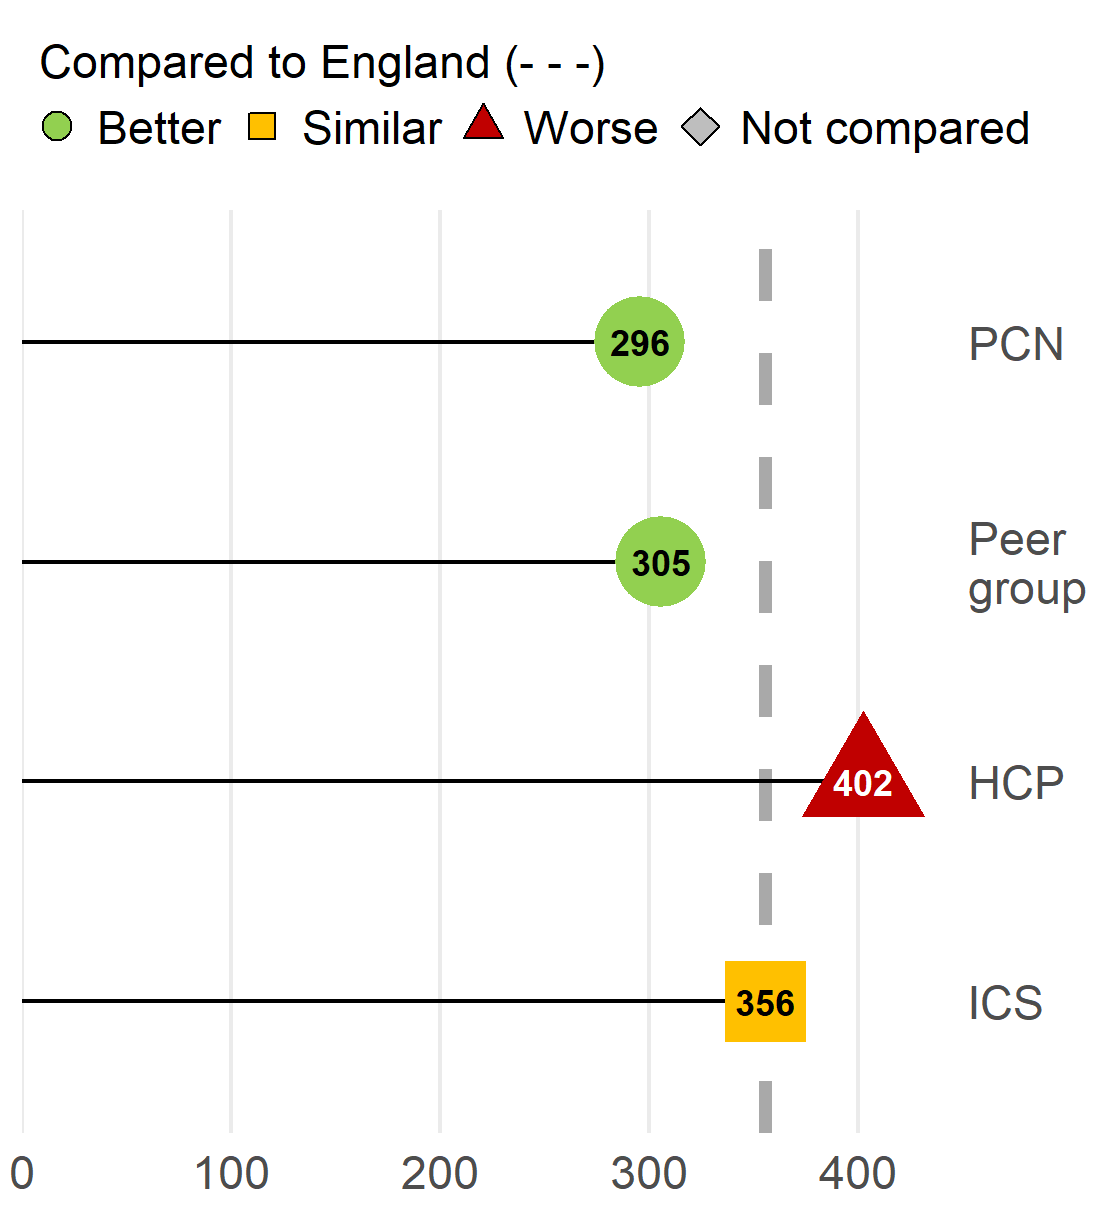 Compared to England (- - -)
Better Similar Worse Not compared
296 PCN
305 Peer
group
402 HCP
356 ICS
0 100 200 300 400